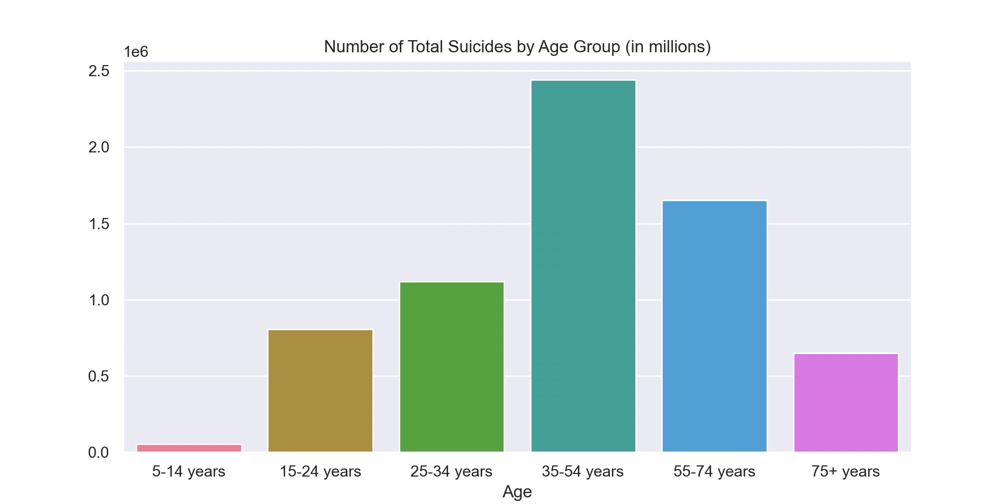 Number of Total Suicides by Age Group (in millions)
1e6
2.5
2.0
1.5
1.0
0.5
0.0
5-14 years 15-24 years 25-34 years 35-54 years 55-74 years 75+ years
Age